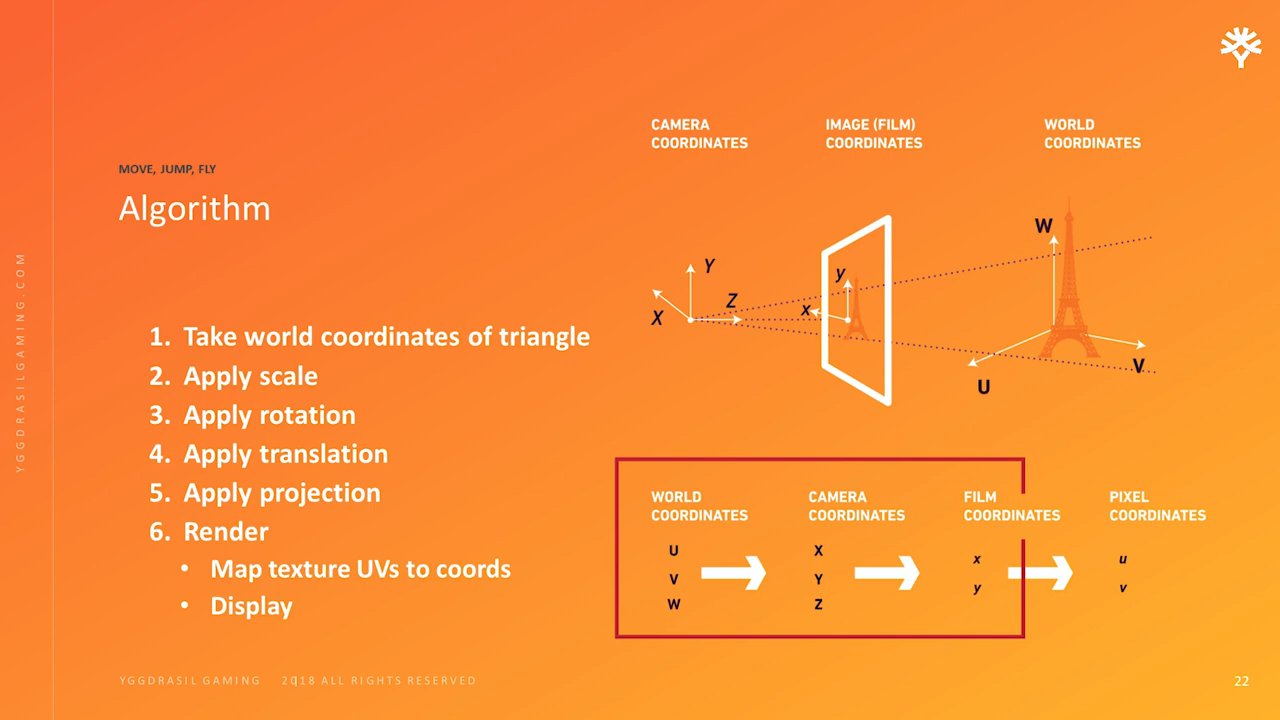 MOVE, JUMP, FLY
Algorithm
1. Take world coordinates of triangle
2. Apply scale
3. Apply rotation
4. Apply translation
5. Apply projection
6. Render
• Map texture UVs to coords
• Display
CAMERA
COORDINATES
IMAGE (FILM)
COORDINATES
WORLD
COORDINATES
Y
Z
X
y
x
W
V
U
WORLD
COORDINATES
U
V
W
CAMERA
COORDINATES
X
Y
Z
FILM
COORDINATES
x
y
PIXEL
COORDINATES
u
v
YGGDRASILGAMING.COM
YGGDRASIL GAMING 2018 ALL RIGHTS RESERVED
22